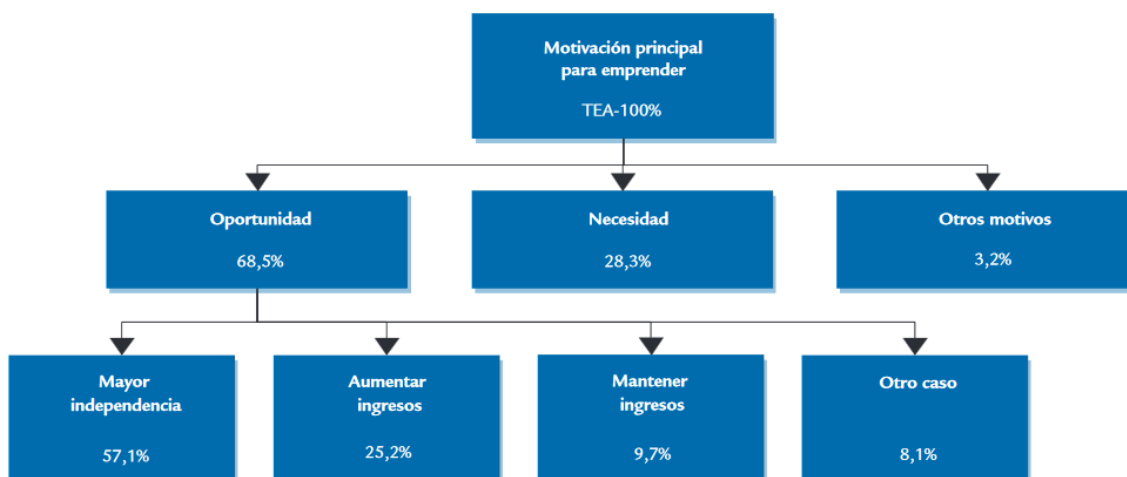 Motivación principal
para emprender
TEA-100%
Oportunidad
68,5%
Necesidad
28,3%
Otros motivos
3,2%
Mayor
independencia
57,1%
Aumentar
ingresos
25,2%
Mantener
ingresos
9,7%
Otro caso
8,1%